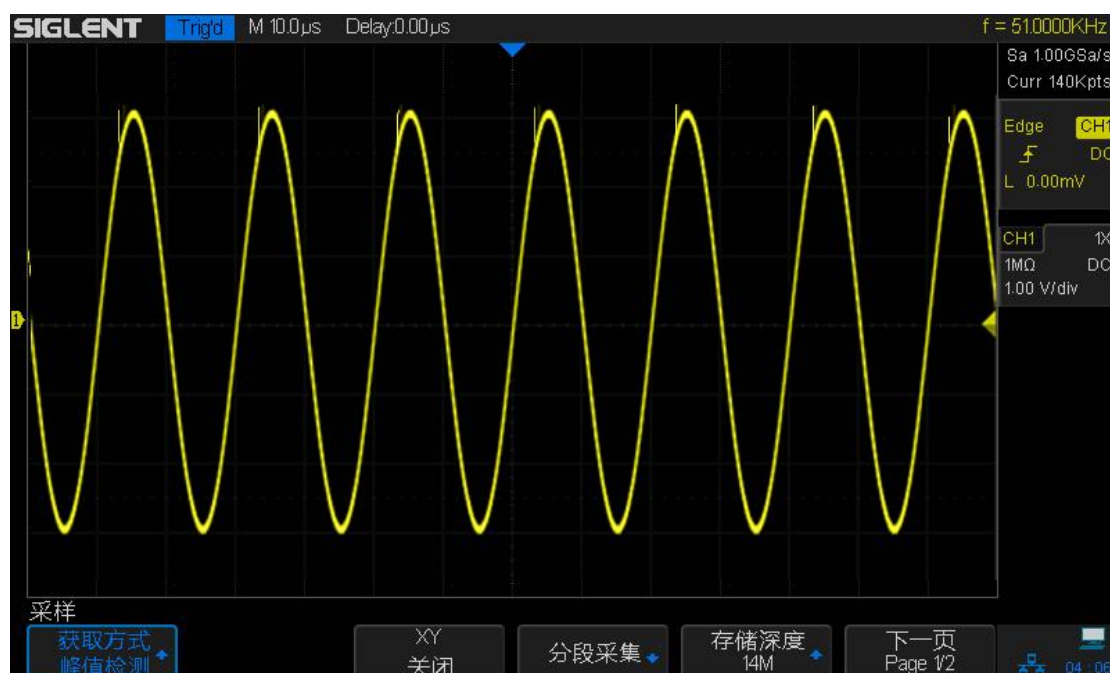 SIGLENT Trig'd M 10.0μs Delay:0.00μs f = 51.0000KHz
Sa 1.00GSa/s
Curr 140Kpts
Edge CH1
DC
L 0.00mV
CH1 1X
1MΩ DC
1.00 V/div
1
采样
获取方式 XY 分段采集 存储深度 下一页
峰值检测 关闭 14M Page 1/2
04:06